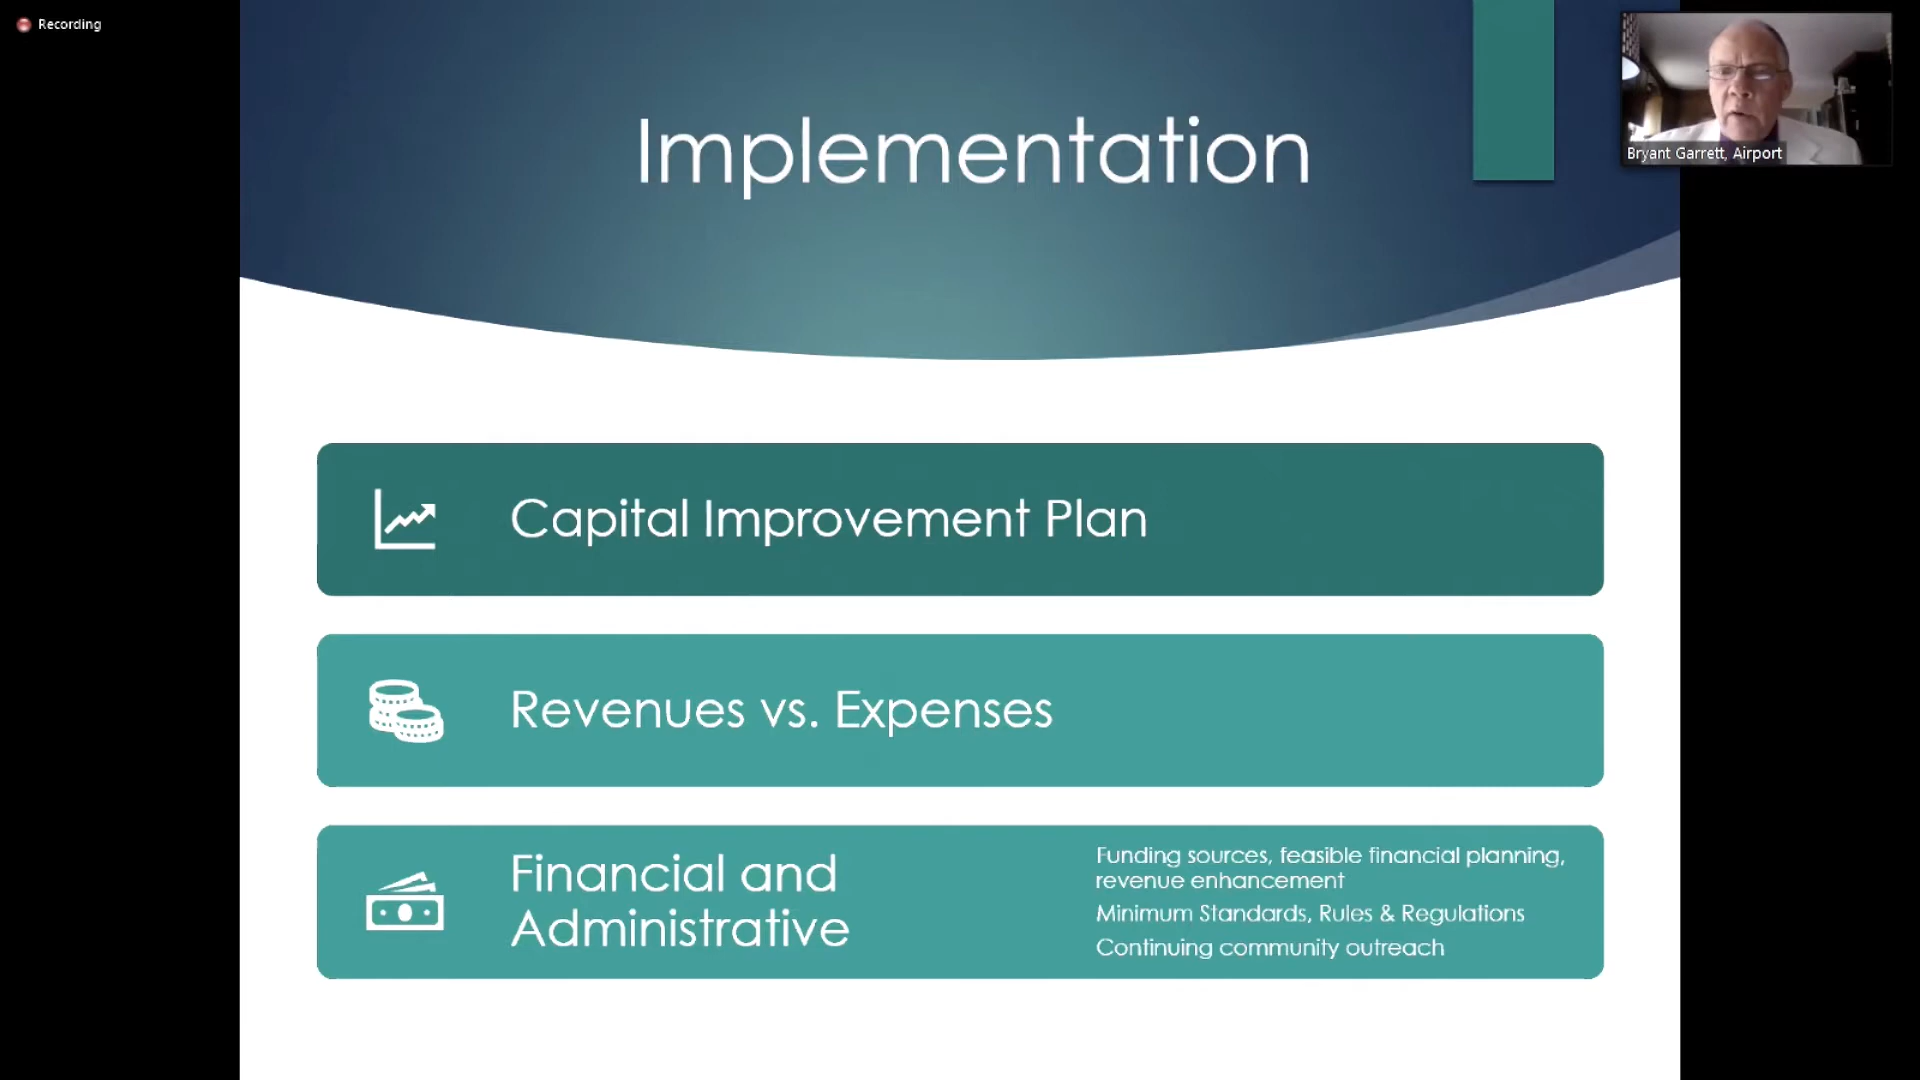 Recording
Implementation
Bryant Garrett, Airport
Capital Improvement Plan
Revenues vs. Expenses
Financial and
Administrative
Funding sources, feasible financial planning,
revenue enhancement
Minimum Standards, Rules & Regulations
Continuing community outreach